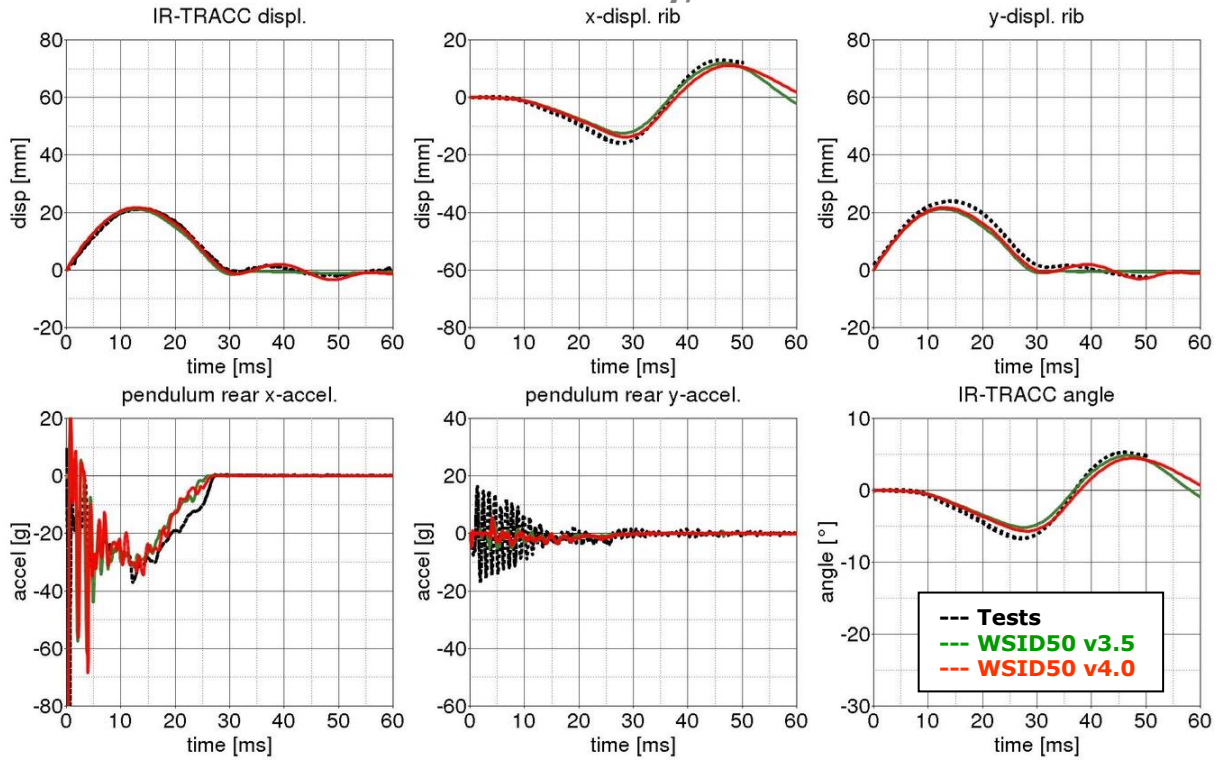 IR-TRACC displ.
x-displ. rib
y-displ. rib
80
60
40
20
0
-20
disp [mm]
0 10 20 30 40 50 60
time [ms]
20
0
-20
-40
-60
-80
disp [mm]
0 10 20 30 40 50 60
time [ms]
80
60
40
20
0
-20
disp [mm]
0 10 20 30 40 50 60
time [ms]
pendulum rear x-accel.
pendulum rear y-accel.
IR-TRACC angle
20
0
-20
-40
-60
-80
accel [g]
0 10 20 30 40 50 60
time [ms]
40
20
0
-20
-40
-60
accel [g]
0 10 20 30 40 50 60
time [ms]
10
0
-10
-20
-30
angle [°]
0 10 20 30 40 50 60
time [ms]
--- Tests
--- WSID50 v3.5
--- WSID50 v4.0